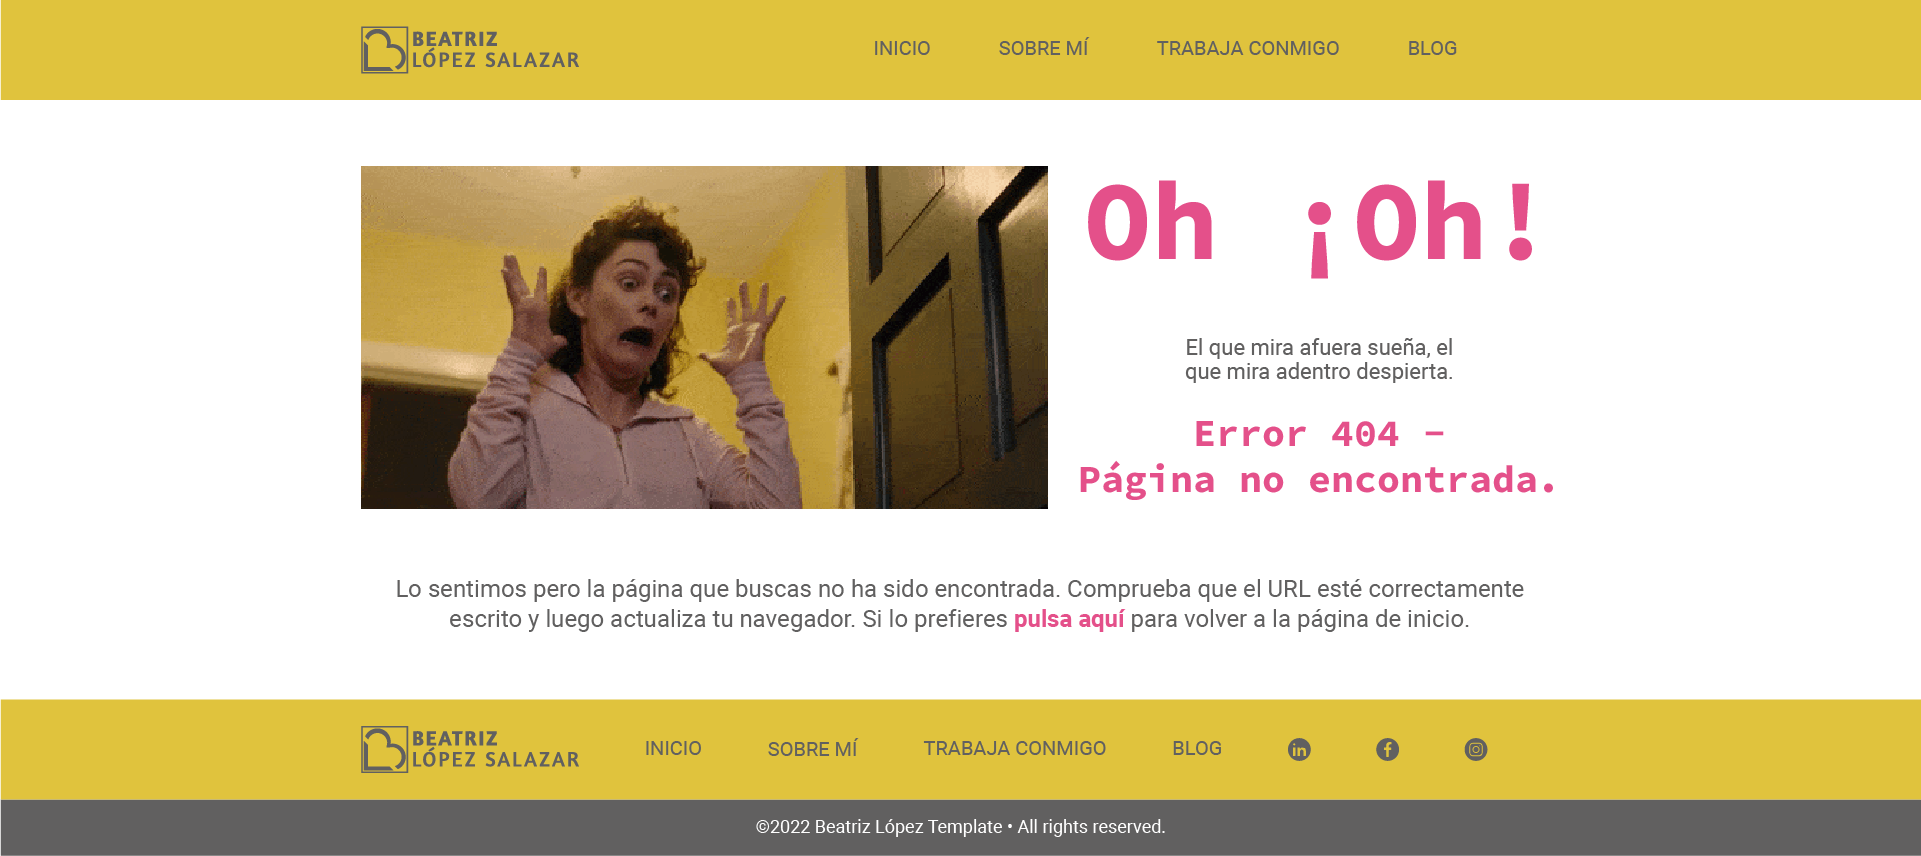 BEATRIZ
LÓPEZ SALAZAR
INICIO
SOBRE MÍ
TRABAJA CONMIGO
BLOG
Oh ¡Oh!
El que mira afuera sueña, el
que mira adentro despierta.
Error 404 –
Página no encontrada.
Lo sentimos pero la página que buscas no ha sido encontrada. Comprueba que el URL esté correctamente
escrito y luego actualiza tu navegador. Si lo prefieres pulsa aquí para volver a la página de inicio.
BEATRIZ
LÓPEZ SALAZAR
INICIO
SOBRE MÍ
TRABAJA CONMIGO
BLOG
©2022 Beatriz López Template • All rights reserved.